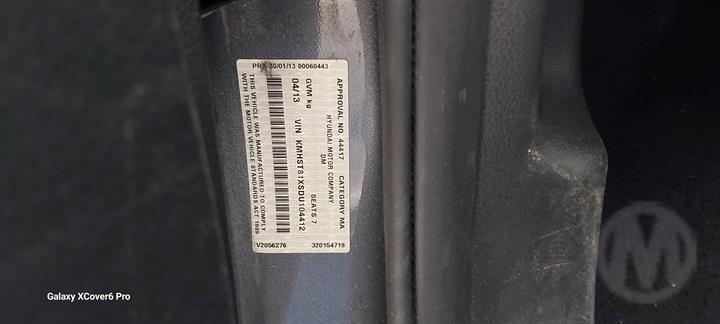 APPROVAL NO. 44417 CATEGORY MA
HYUNDAI MOTOR COMPANY
DM
SEATS 7
GVM kg
04/13 VIN KMHST81XSDU104412
THIS VEHICLE WAS MANUFACTURED TO COMPLY
WITH THE MOTOR VEHICLE STANDARDS ACT 1989
30/01/13 00060443
V2056276
320154719
M
Galaxy XCover6 Pro